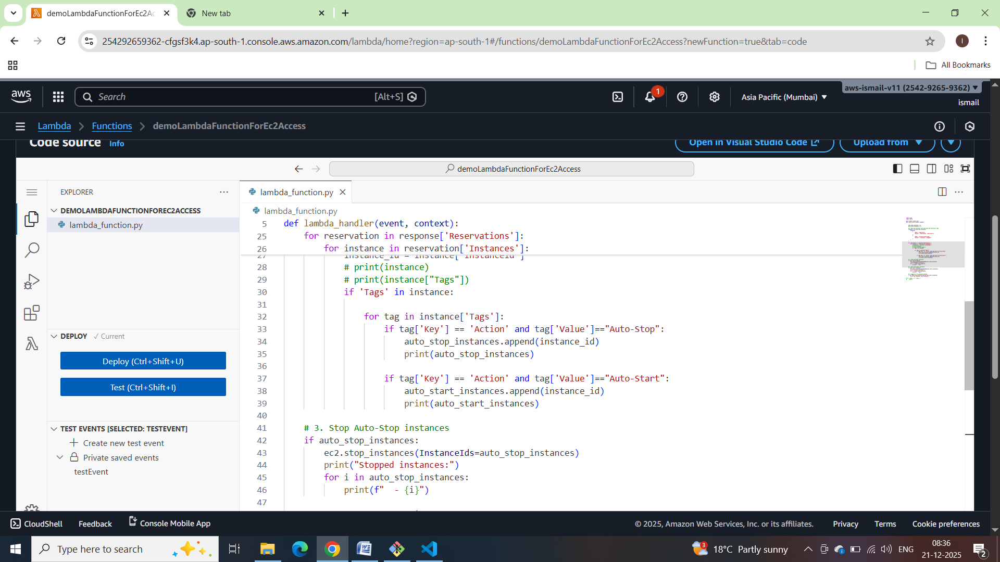 demoLambdaFunctionForEc2Ac
New tab
254292659362-cfgsf3k4.ap-south-1.console.aws.amazon.com/lambda/home?region=ap-south-1#/functions/demoLambdaFunctionForEc2Access?newFunction=true&tab=code
I
All Bookmarks
aws
Search
[Alt+S]
1
Asia Pacific (Mumbai)
aws-ismail-v11 (2542-9265-9362)
ismail
Lambda
Functions
demoLambdaFunctionForEc2Access
Code source
Info
Open in Visual Studio Code
Upload from
demoLambdaFunctionForEc2Access
EXPLORER
lambda_function.py
DEMOLAMBDAFUNCTIONFOREC2ACCESS
lambda_function.py
lambda_function.py
5 def lambda_handler(event, context):
25 for reservation in response['Reservations']:
26 for instance in reservation['Instances']:
27 instance_id = instance['InstanceId']
28 # print(instance)
29 # print(instance["Tags"])
30 if 'Tags' in instance:
31
32 for tag in instance['Tags']:
33 if tag['Key'] == 'Action' and tag['Value']=="Auto-Stop":
34 auto_stop_instances.append(instance_id)
35 print(auto_stop_instances)
36
37 if tag['Key'] == 'Action' and tag['Value']=="Auto-Start":
38 auto_start_instances.append(instance_id)
39 print(auto_start_instances)
40
41 # 3. Stop Auto-Stop instances
42 if auto_stop_instances:
43 ec2.stop_instances(InstanceIds=auto_stop_instances)
44 print("Stopped instances:")
45 for i in auto_stop_instances:
46 print(f"  - {i}")
47
DEPLOY
Current
Deploy (Ctrl+Shift+U)
Test (Ctrl+Shift+I)
TEST EVENTS [SELECTED: TESTEVENT]
Create new test event
Private saved events
testEvent
CloudShell
Feedback
Console Mobile App
© 2025, Amazon Web Services, Inc. or its affiliates.
Privacy
Terms
Cookie preferences
Type here to search
3
18°C Partly sunny
ENG
08:36
21-12-2025
2